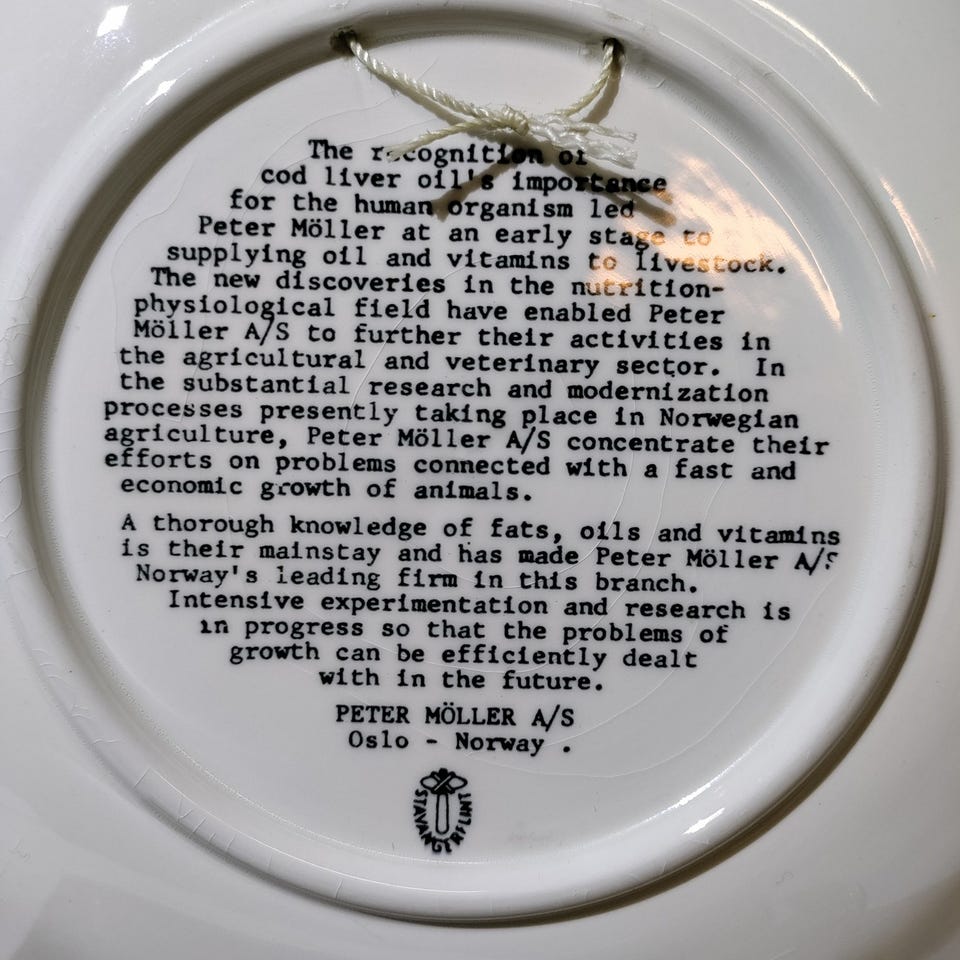 The recognition of
cod liver oil's importance
for the human organism led
Peter Möller at an early stage to
supplying oil and vitamins to livestock.
The new discoveries in the nutrition-
physiological field have enabled Peter
Möller A/S to further their activities in
the agricultural and veterinary sector. In
the substantial research and modernization
processes presently taking place in Norwegian
agriculture, Peter Möller A/S concentrate their
efforts on problems connected with a fast and
economic growth of animals.
A thorough knowledge of fats, oils and vitamins
is their mainstay and has made Peter Möller A/S
Norway's leading firm in this branch.
Intensive experimentation and research is
in progress so that the problems of
growth can be efficiently dealt
with in the future.
PETER MÖLLER A/S
Oslo - Norway .
STAVANGERFLINT